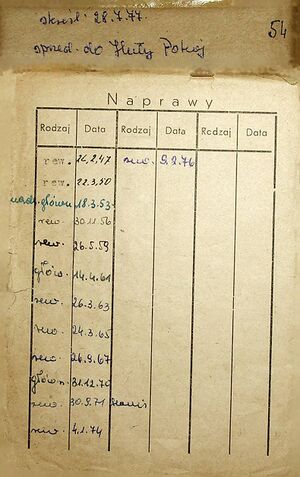 skreśl. 28.7.77.
sprzed. do Huty Pokój
54
Naprawy
Rodzaj Data Rodzaj Data Rodzaj Data
rew. 26.2.47 rew. 9.2.76
rew. 22.3.50
nadz. główn. 18.3.53
rew. 30.11.56
rew. 26.5.59
główn. 14.4.61
rew. 26.3.63
rew. 24.3.65
rew. 26.9.67
główn. 31.12.70
rew. 30.9.71
rew. 4.1.74